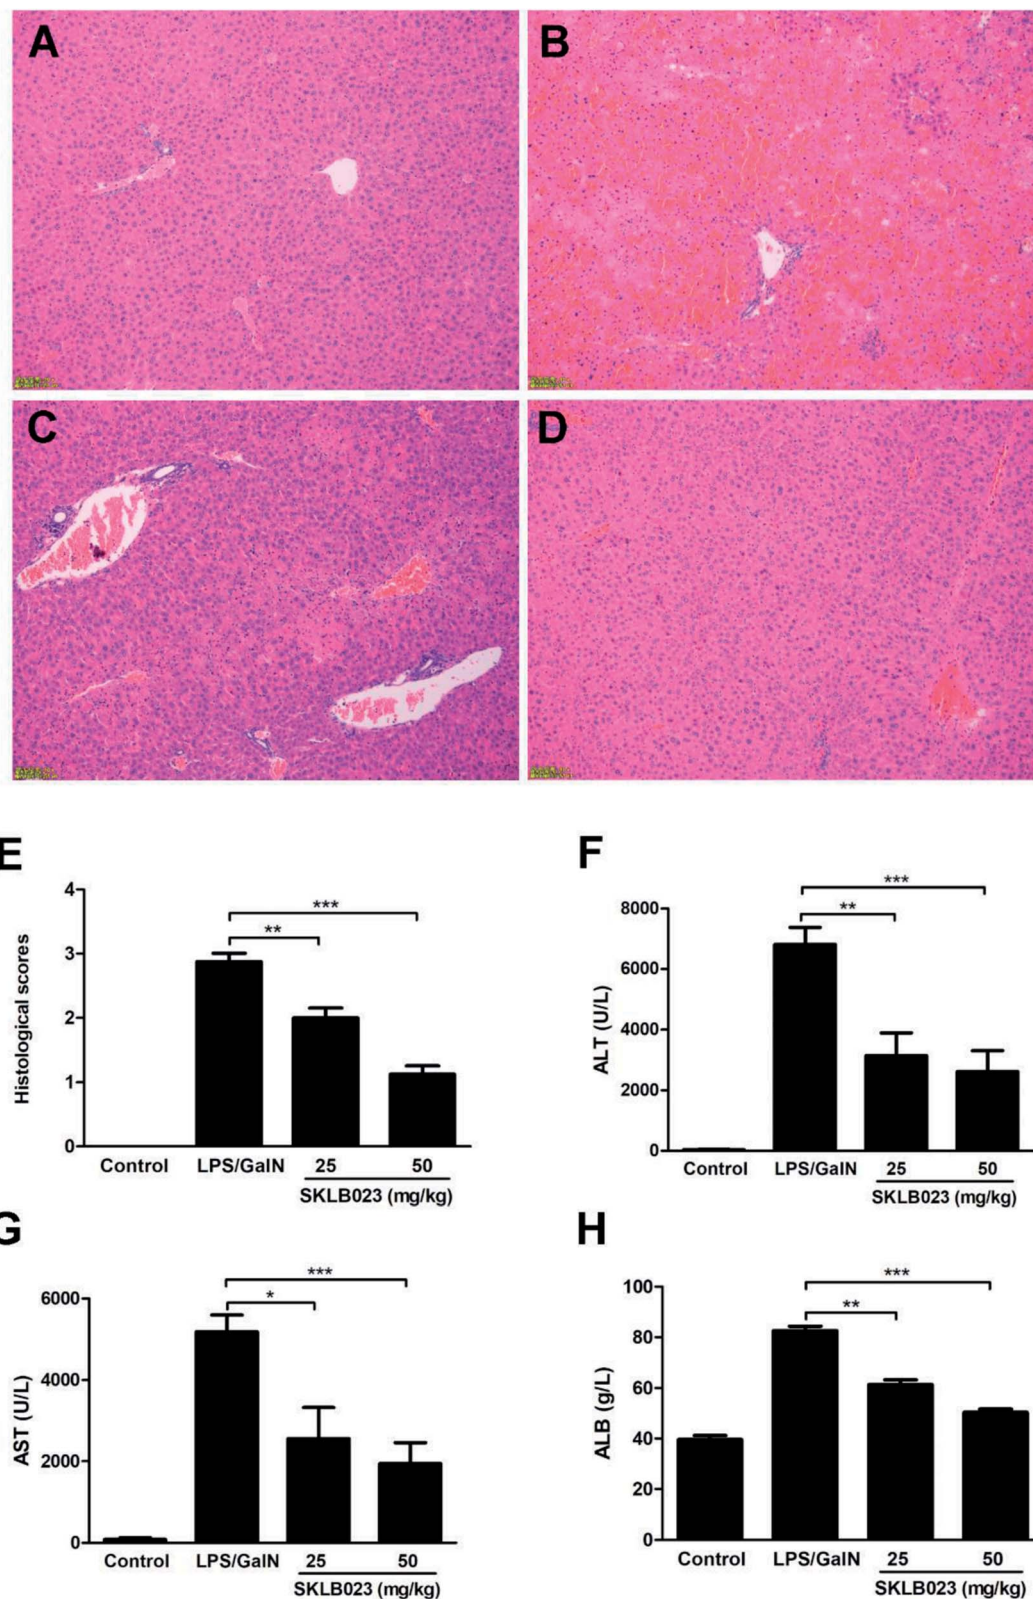 A
B
C
D
E
4
3
2
1
0
Histological scores
***
**
Control LPS/GalN 25 50
SKLB023 (mg/kg)
F
8000
6000
4000
2000
0
ALT (U/L)
***
**
Control LPS/GalN 25 50
SKLB023 (mg/kg)
G
6000
4000
2000
0
AST (U/L)
***
*
Control LPS/GalN 25 50
SKLB023 (mg/kg)
H
100
80
60
40
20
0
ALB (g/L)
***
**
Control LPS/GalN 25 50
SKLB023 (mg/kg)